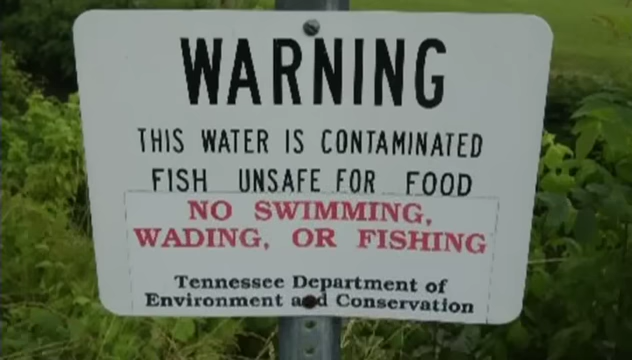 WARNING
THIS WATER IS CONTAMINATED
FISH UNSAFE FOR FOOD
NO SWIMMING,
WADING, OR FISHING
Tennessee Department of
Environment and Conservation